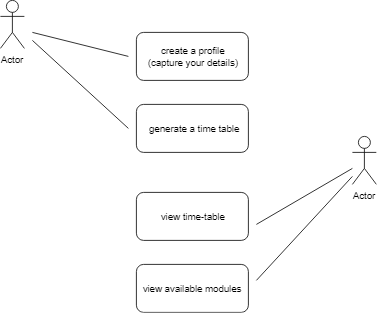 create a profile
(capture your details)
Actor
generate a time table
Actor
view time-table
view available modules